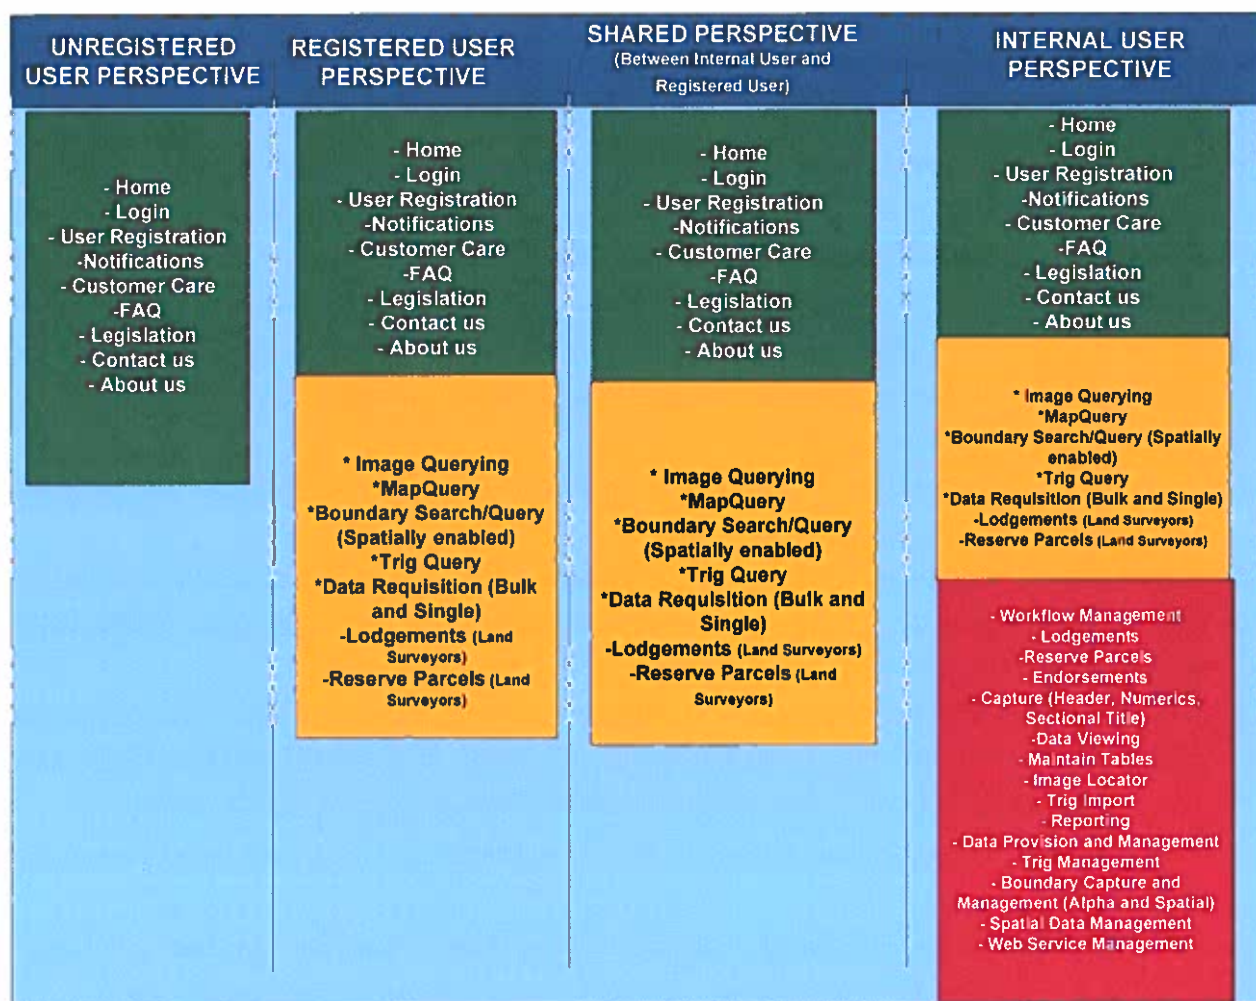 UNREGISTERED
USER PERSPECTIVE
- Home
- Login
- User Registration
-Notifications
- Customer Care
-FAQ
- Legislation
- Contact us
- About us
REGISTERED USER
PERSPECTIVE
- Home
- Login
- User Registration
-Notifications
- Customer Care
-FAQ
- Legislation
- Contact us
- About us
* Image Querying
*MapQuery
*Boundary Search/Query
(Spatially enabled)
*Trig Query
*Data Requisition (Bulk
and Single)
-Lodgements (Land
Surveyors)
-Reserve Parcels (Land
Surveyors)
SHARED PERSPECTIVE
(Between Internal User and
Registered User)
- Home
- Login
- User Registration
-Notifications
- Customer Care
-FAQ
- Legislation
- Contact us
- About us
* Image Querying
*MapQuery
*Boundary Search/Query
(Spatially enabled)
*Trig Query
*Data Requisition (Bulk and
Single)
-Lodgements (Land Surveyors)
-Reserve Parcels (Land
Surveyors)
INTERNAL USER
PERSPECTIVE
- Home
- Login
- User Registration
-Notifications
- Customer Care
-FAQ
- Legislation
- Contact us
- About us
* Image Querying
*MapQuery
*Boundary Search/Query (Spatially
enabled)
*Trig Query
*Data Requisition (Bulk and Single)
-Lodgements (Land Surveyors)
-Reserve Parcels (Land Surveyors)
- Workflow Management
- Lodgements
-Reserve Parcels
- Endorsements
- Capture (Header, Numerics,
Sectional Title)
-Data Viewing
- Maintain Tables
- Image Locator
- Trig Import
- Reporting
- Data Provision and Management
- Trig Management
- Boundary Capture and
Management (Alpha and Spatial)
- Spatial Data Management
- Web Service Management